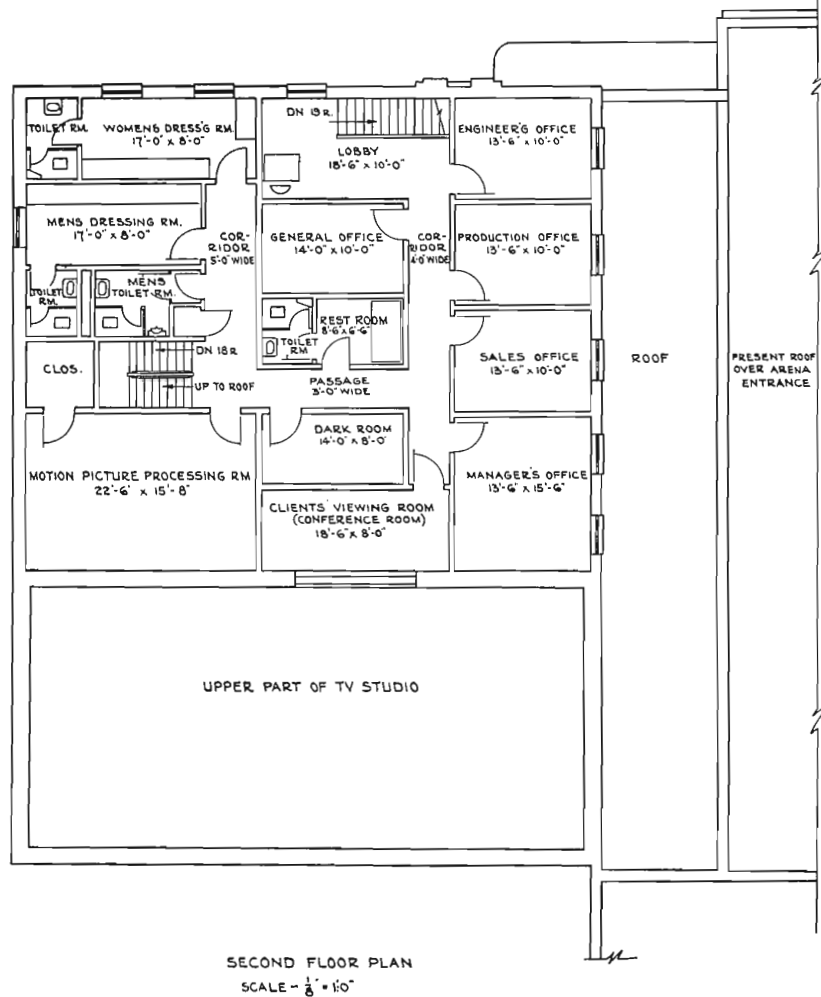 DN 19 R.
TOILET RM.
WOMENS DRESS'G RM.
17'-0" x 8'-0"
ENGINEER'S OFFICE
13'-6" x 10'-0"
LOBBY
18'-6" x 10'-0"
MENS DRESSING RM.
17'-0" x 8'-0"
COR-
RIDOR
5'-0" WIDE
GENERAL OFFICE
14'-0" x 10'-0"
COR-
RIDOR
4'-0" WIDE
PRODUCTION OFFICE
13'-6" x 10'-0"
TOILET
RM.
MENS
TOILET RM.
REST ROOM
8'-6" x 6'-6"
TOILET
RM
DN 18 R
UP TO ROOF
CLOS.
PASSAGE
3'-0" WIDE
SALES OFFICE
13'-6" x 10'-0"
ROOF
PRESENT ROOF
OVER ARENA
ENTRANCE
DARK ROOM
14'-0" x 8'-0"
MOTION PICTURE PROCESSING RM
22'-6" x 15'-8"
MANAGER'S OFFICE
13'-6" x 15'-6"
CLIENTS' VIEWING ROOM
(CONFERENCE ROOM)
18'-6" x 8'-0"
UPPER PART OF TV STUDIO
SECOND FLOOR PLAN
SCALE - 1/8" = 1'-0"